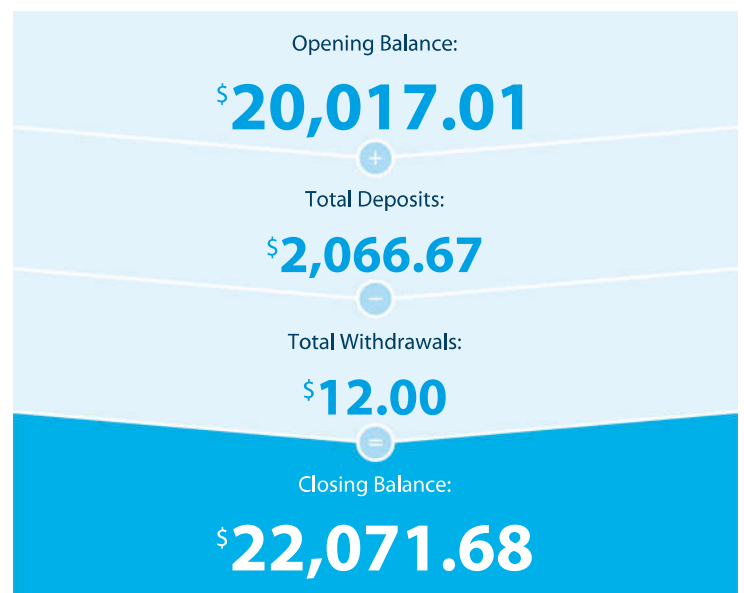 Opening Balance:
$20,017.01
+
Total Deposits:
$2,066.67
−
Total Withdrawals:
$12.00
=
Closing Balance:
$22,071.68